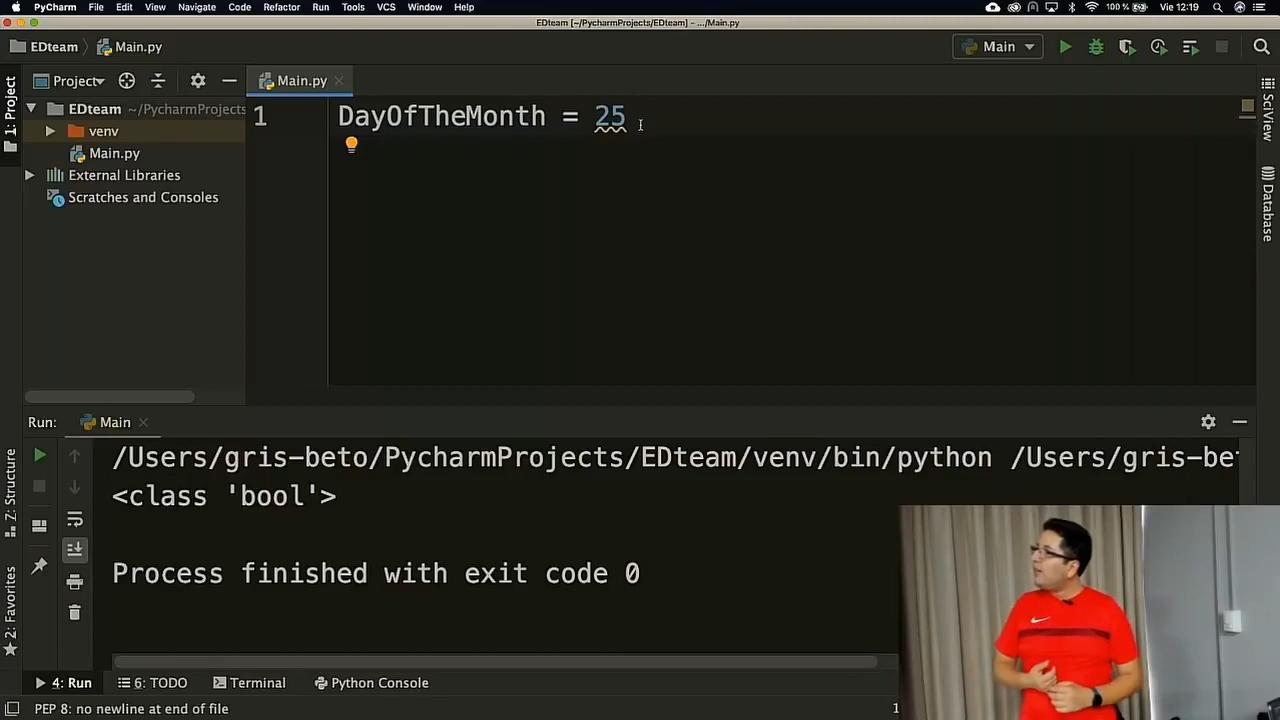 PyCharm File Edit View Navigate Code Refactor Run Tools VCS Window Help 100 % Vie 12:19
EDteam [~/PycharmProjects/EDteam] – .../Main.py
EDteam Main.py Main
1: Project
Project
Main.py
EDteam ~/PycharmProjects
venv
Main.py
External Libraries
Scratches and Consoles
1 DayOfTheMonth = 25
SciView
Database
Run: Main
/Users/gris-beto/PycharmProjects/EDteam/venv/bin/python /Users/gris-bet
<class 'bool'>
Process finished with exit code 0
Z: Structure
2: Favorites
4: Run 6: TODO Terminal Python Console
PEP 8: no newline at end of file 1